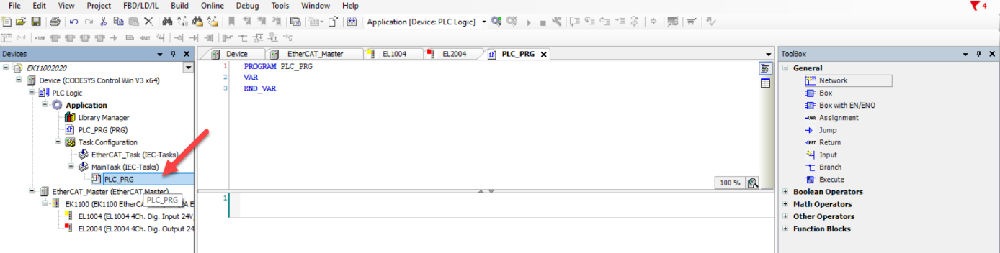 File Edit View Project FBD/LD/IL Build Online Debug Tools Window Help
4
Application [Device: PLC Logic]
Devices
EK11002020
Device (CODESYS Control Win V3 x64)
PLC Logic
Application
Library Manager
PLC_PRG (PRG)
Task Configuration
EtherCAT_Task (IEC-Tasks)
MainTask (IEC-Tasks)
PLC_PRG
EtherCAT_Master (EtherCAT Master)
PLC_PRG
EK1100 (EK1100 EtherCA
A E
EL1004 (EL1004 4Ch. Dig. Input 24V,
EL2004 (EL2004 4Ch. Dig. Output 24
Device EtherCAT_Master EL1004 EL2004 PLC_PRG
1 PROGRAM PLC_PRG
2 VAR
3 END_VAR
100 %
1
ToolBox
General
Network
Box
Box with EN/ENO
VAR Assignment
Jump
RET Return
Input
Branch
Execute
Boolean Operators
Math Operators
Other Operators
Function Blocks